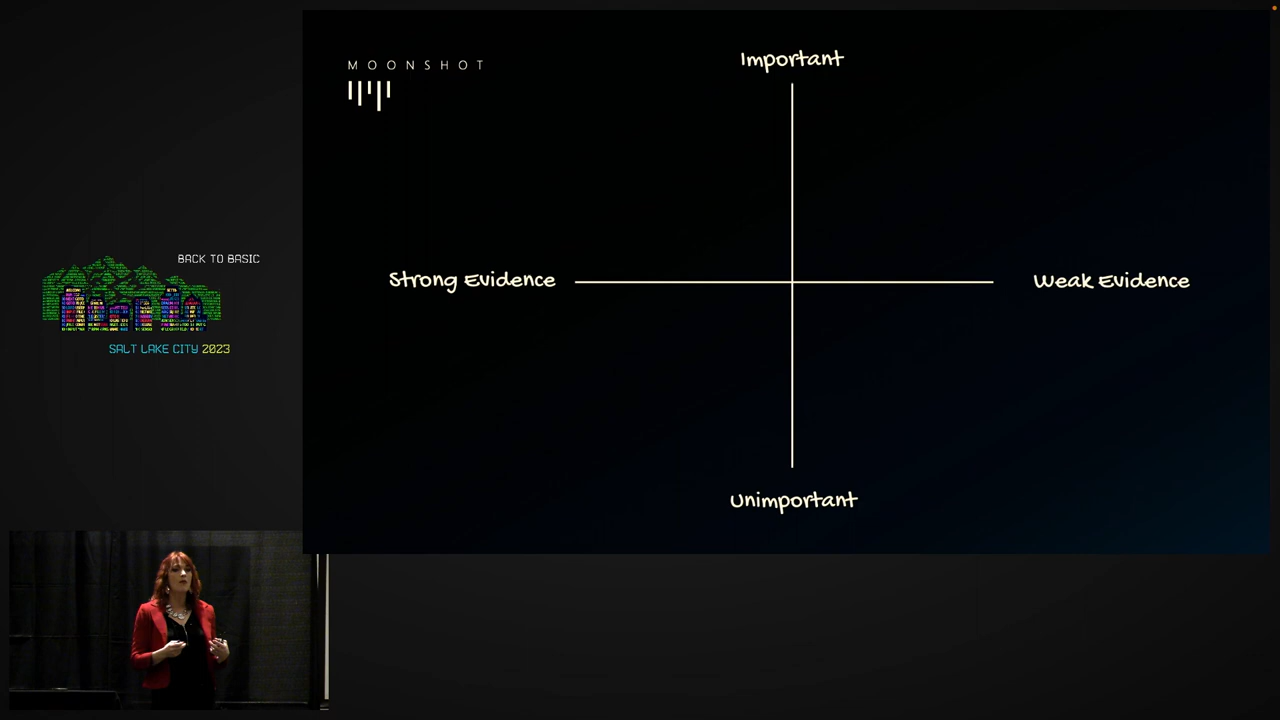 MOONSHOT
Important
Strong Evidence
Weak Evidence
Unimportant
BACK TO BASIC
SALT LAKE CITY 2023